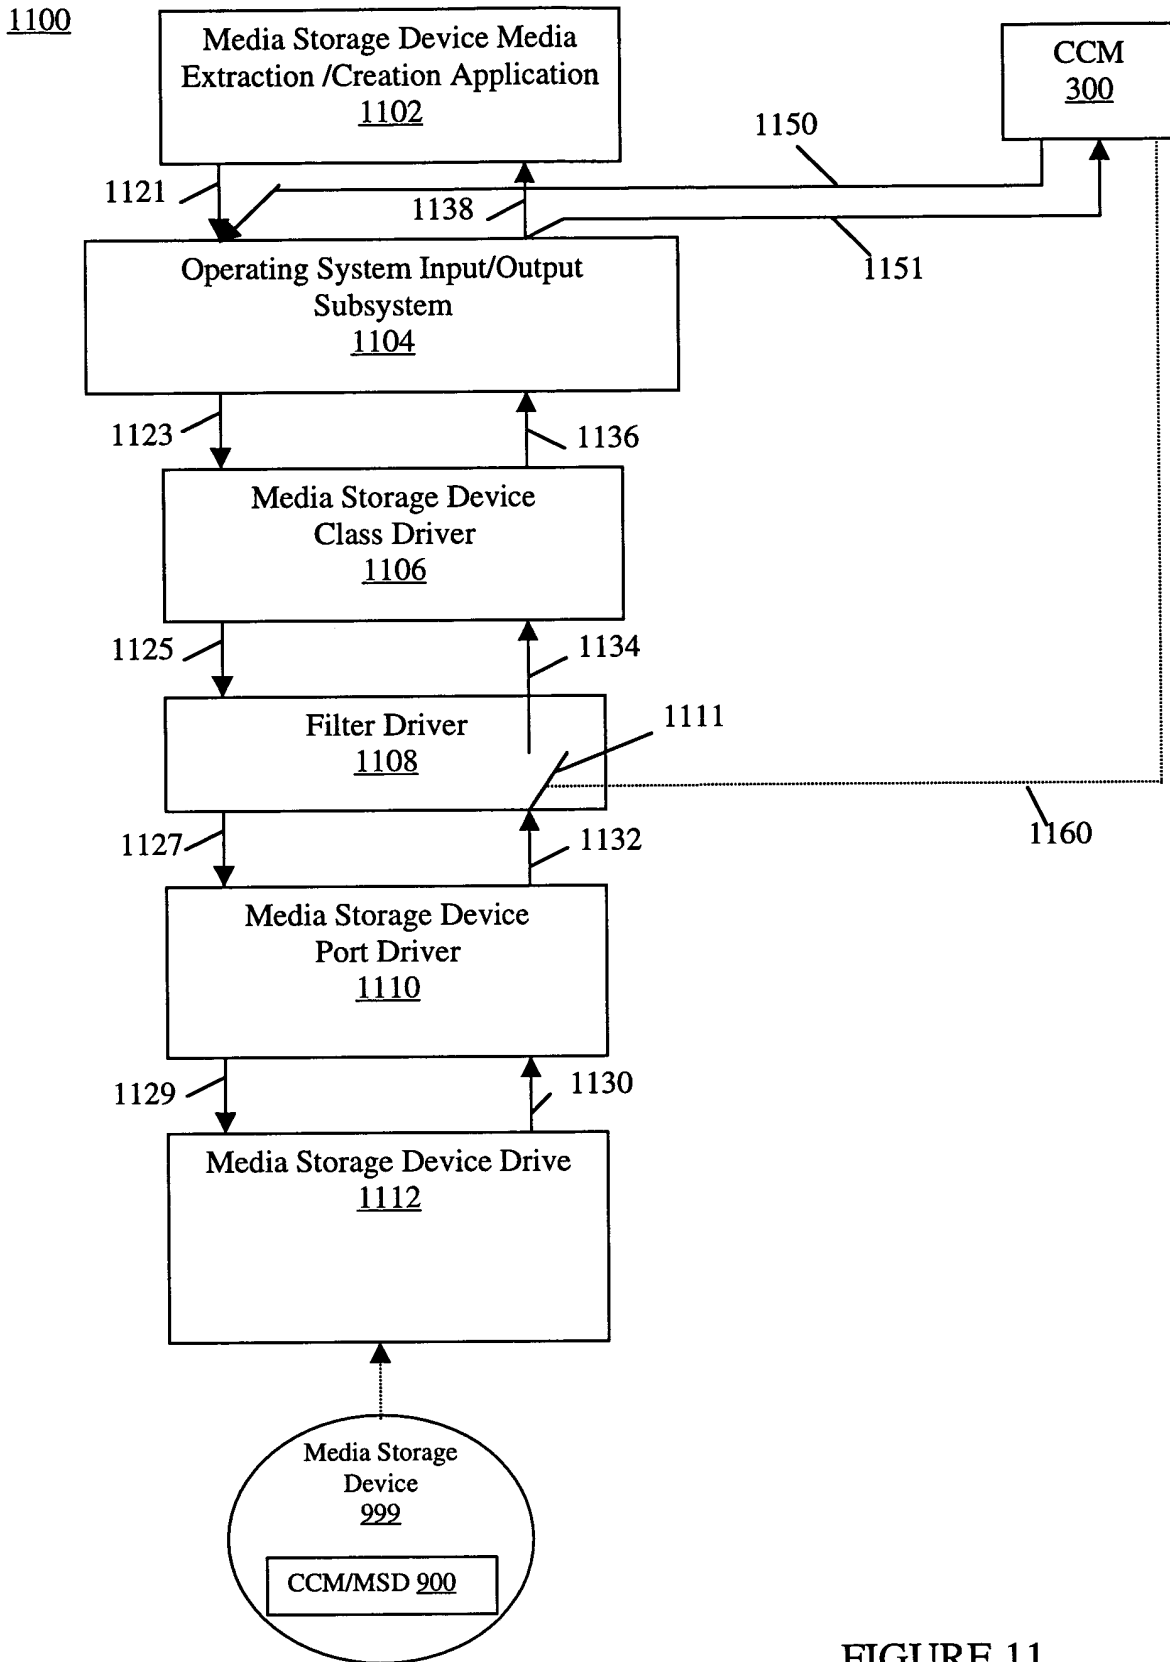 1100
Media Storage Device Media
Extraction /Creation Application
1102
CCM
300
1150
1121
1138
1151
Operating System Input/Output
Subsystem
1104
1123
1136
Media Storage Device
Class Driver
1106
1125
1134
Filter Driver
1108
1111
1127
1132
1160
Media Storage Device
Port Driver
1110
1129
1130
Media Storage Device Drive
1112
Media Storage
Device
999
CCM/MSD 900
FIGURE 11